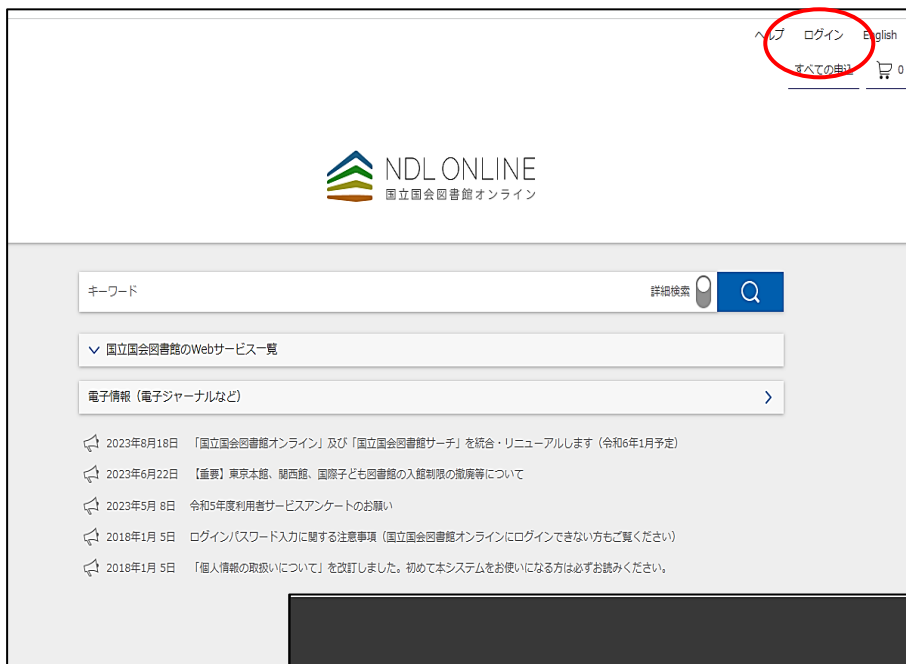 ヘルプ ログイン English
すべての申込 0
NDL ONLINE
国立国会図書館オンライン
キーワード 詳細検索
国立国会図書館のWebサービス一覧
電子情報（電子ジャーナルなど）
2023年8月18日 「国立国会図書館オンライン」及び「国立国会図書館サーチ」を統合・リニューアルします（令和6年1月予定）
2023年6月22日 【重要】東京本館、関西館、国際子ども図書館の入館制限の撤廃等について
2023年5月 8日 令和5年度利用者サービスアンケートのお願い
2018年1月 5日 ログインパスワード入力に関する注意事項（国立国会図書館オンラインにログインできない方もご覧ください）
2018年1月 5日 「個人情報の取扱いについて」を改訂しました。初めて本システムをお使いになる方は必ずお読みください。